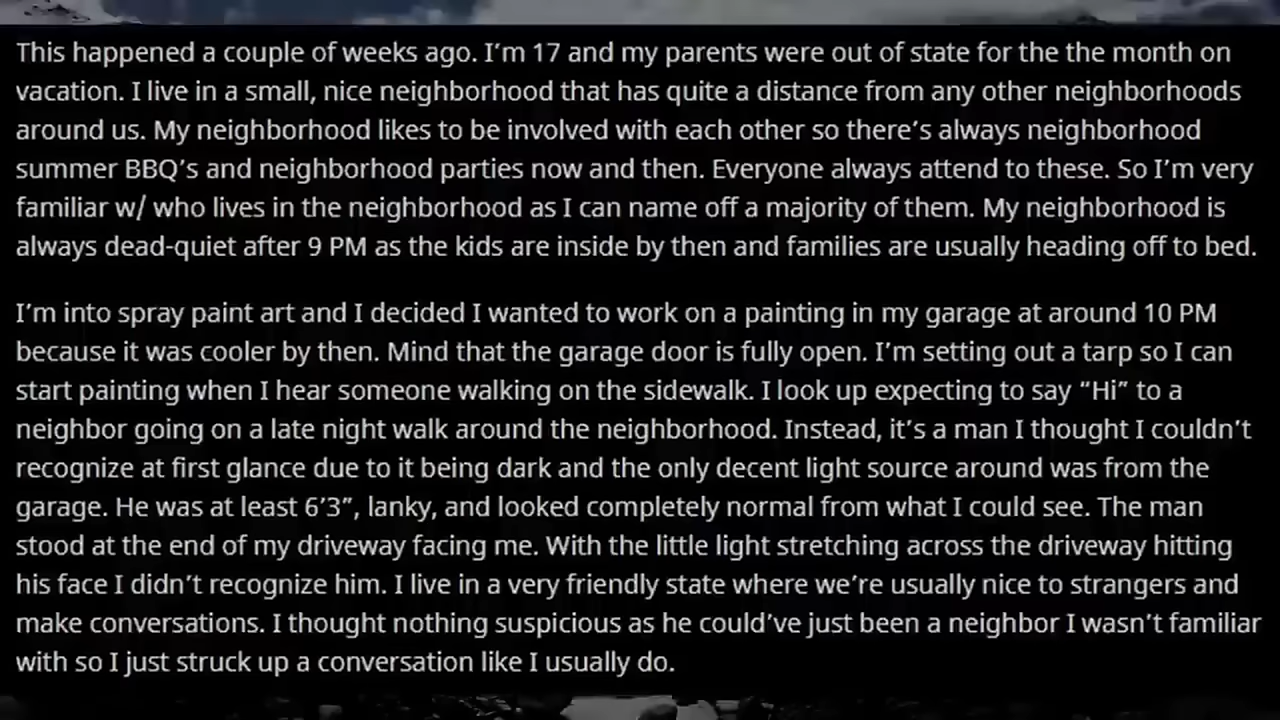 This happened a couple of weeks ago. I’m 17 and my parents were out of state for the the month on
vacation. I live in a small, nice neighborhood that has quite a distance from any other neighborhoods
around us. My neighborhood likes to be involved with each other so there’s always neighborhood
summer BBQ’s and neighborhood parties now and then. Everyone always attend to these. So I’m very
familiar w/ who lives in the neighborhood as I can name off a majority of them. My neighborhood is
always dead-quiet after 9 PM as the kids are inside by then and families are usually heading off to bed.
I’m into spray paint art and I decided I wanted to work on a painting in my garage at around 10 PM
because it was cooler by then. Mind that the garage door is fully open. I’m setting out a tarp so I can
start painting when I hear someone walking on the sidewalk. I look up expecting to say “Hi” to a
neighbor going on a late night walk around the neighborhood. Instead, it’s a man I thought I couldn’t
recognize at first glance due to it being dark and the only decent light source around was from the
garage. He was at least 6’3”, lanky, and looked completely normal from what I could see. The man
stood at the end of my driveway facing me. With the little light stretching across the driveway hitting
his face I didn’t recognize him. I live in a very friendly state where we’re usually nice to strangers and
make conversations. I thought nothing suspicious as he could’ve just been a neighbor I wasn’t familiar
with so I just struck up a conversation like I usually do.